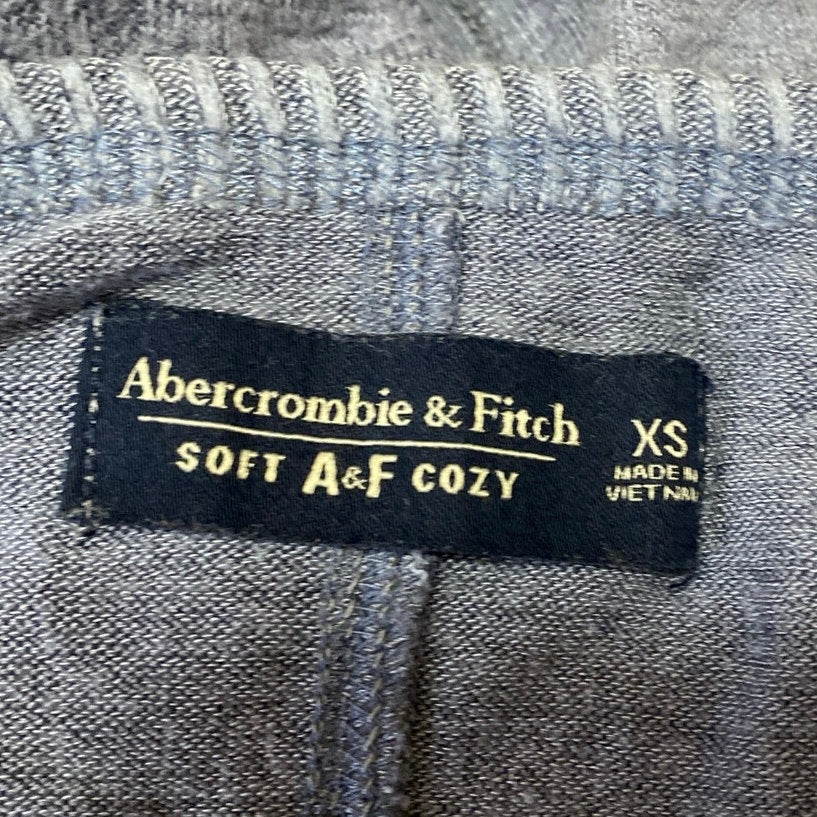 Abercrombie & Fitch
SOFT A&F COZY
XS
MADE IN
VIETNAM